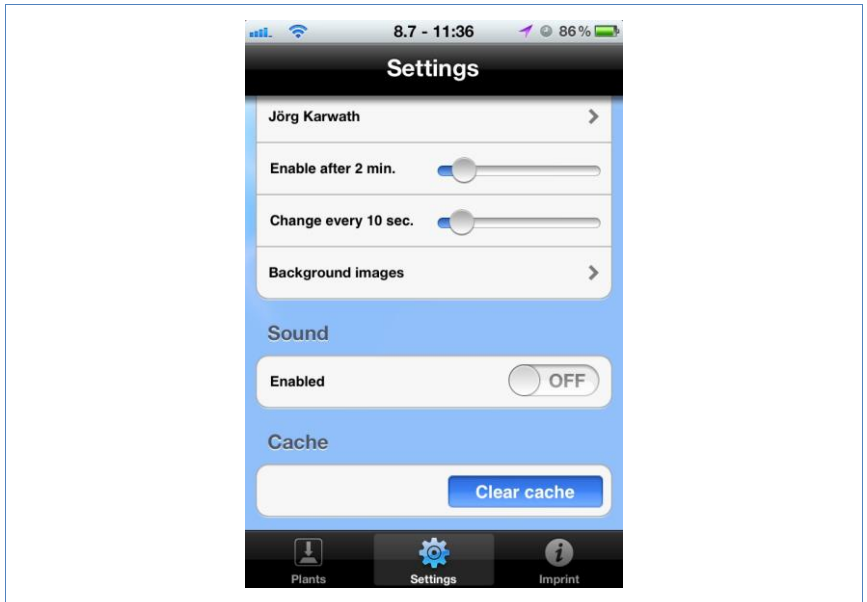 8.7 - 11:36 86%
Settings
Jörg Karwath
Enable after 2 min.
Change every 10 sec.
Background images
Sound
Enabled OFF
Cache
Clear cache
Plants Settings Imprint